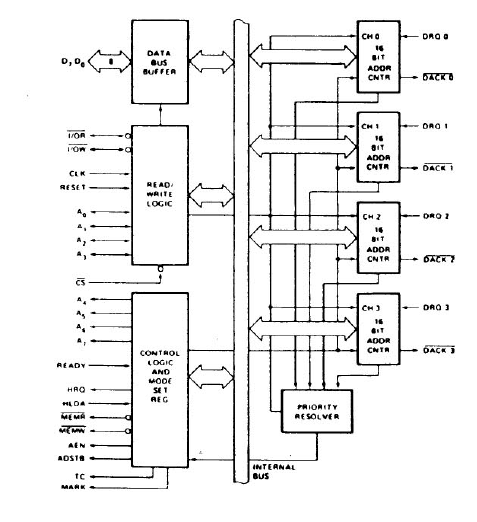 D7 D0
8
DATA
BUS
BUFFER
I/OR
I/OW
CLK
RESET
A0
A1
A2
A3
CS
READ/
WRITE
LOGIC
A4
A5
A6
A7
READY
HRQ
HLDA
MEMR
MEMW
AEN
ADSTB
TC
MARK
CONTROL
LOGIC
AND
MODE
SET
REG
INTERNAL
BUS
CH 0
16
BIT
ADDR
CNTR
DRQ 0
DACK 0
CH 1
16
BIT
ADDR
CNTR
DRQ 1
DACK 1
CH 2
16
BIT
ADDR
CNTR
DRQ 2
DACK 2
CH 3
16
BIT
ADDR
CNTR
DRQ 3
DACK 3
PRIORITY
RESOLVER